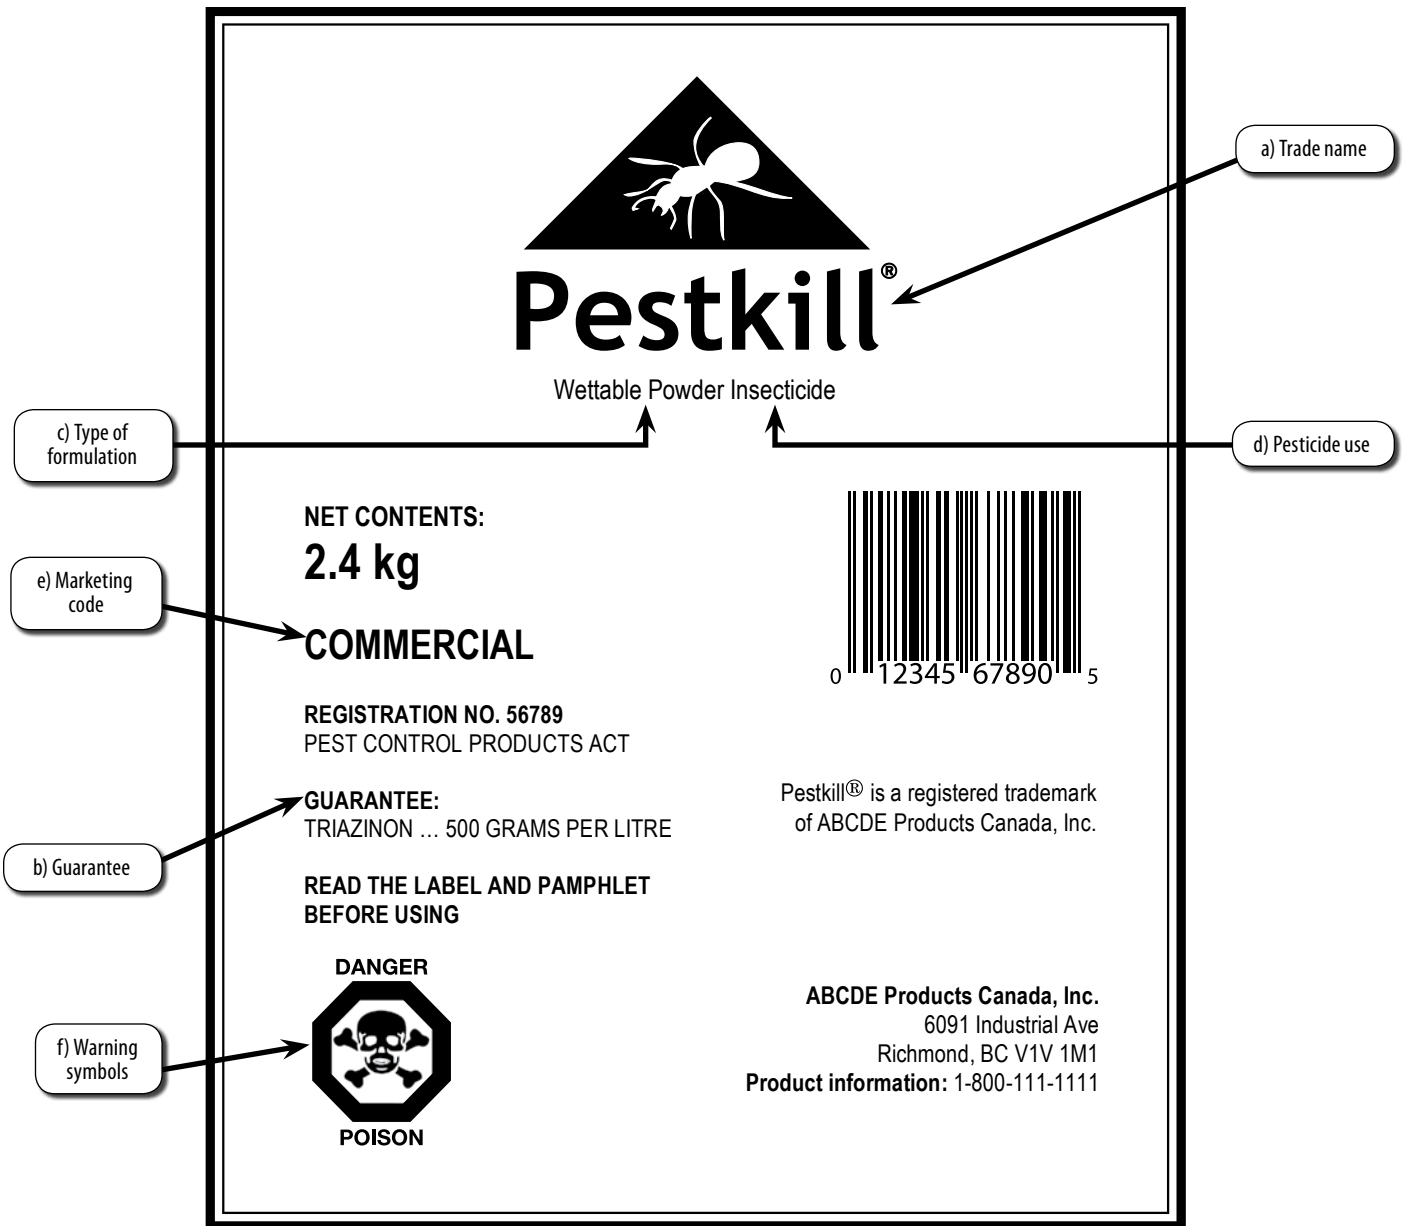 a) Trade name
Pestkill®
Wettable Powder Insecticide
c) Type of
formulation
d) Pesticide use
NET CONTENTS:
2.4 kg
e) Marketing
code
COMMERCIAL
0 12345 67890 5
REGISTRATION NO. 56789
PEST CONTROL PRODUCTS ACT
GUARANTEE:
TRIAZINON ... 500 GRAMS PER LITRE
b) Guarantee
Pestkill® is a registered trademark
of ABCDE Products Canada, Inc.
READ THE LABEL AND PAMPHLET
BEFORE USING
DANGER
POISON
f) Warning
symbols
ABCDE Products Canada, Inc.
6091 Industrial Ave
Richmond, BC V1V 1M1
Product information: 1-800-111-1111